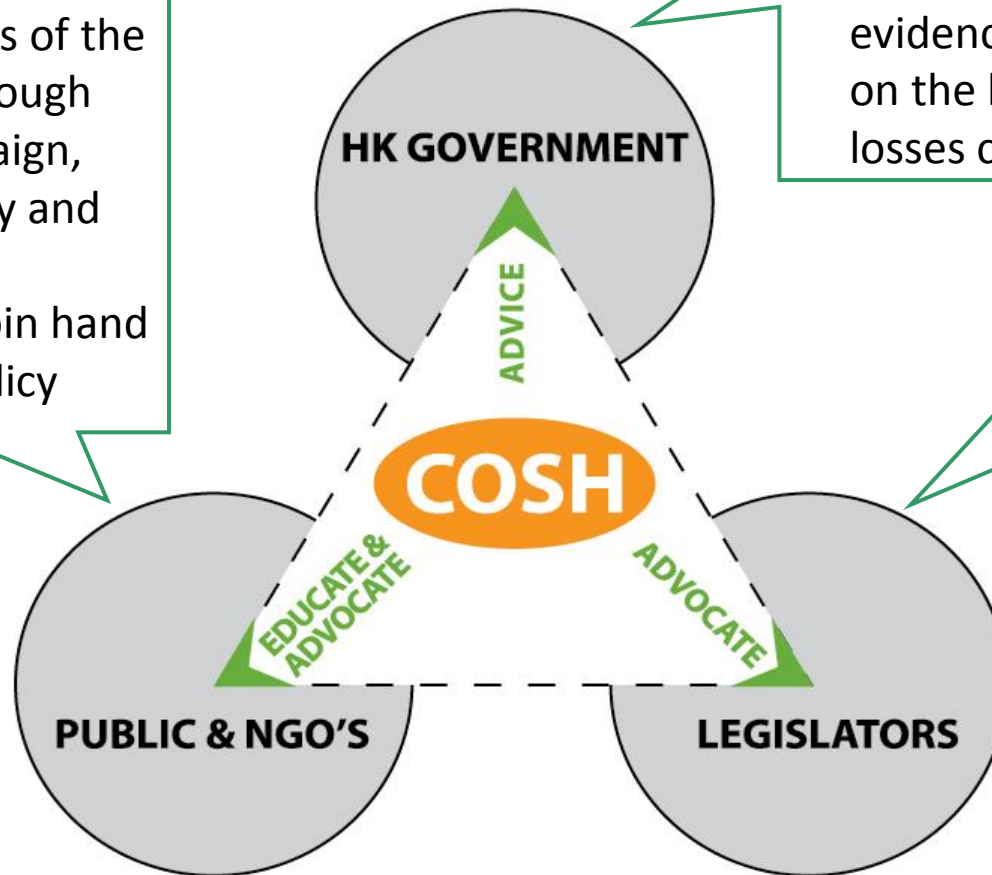 s of the
ough
aign,
y and
oin hand
licy
evidenc
on the
losses o
HK GOVERNMENT
ADVICE
COSH
EDUCATE &
ADVOCATE
ADVOCATE
PUBLIC & NGO'S
LEGISLATORS